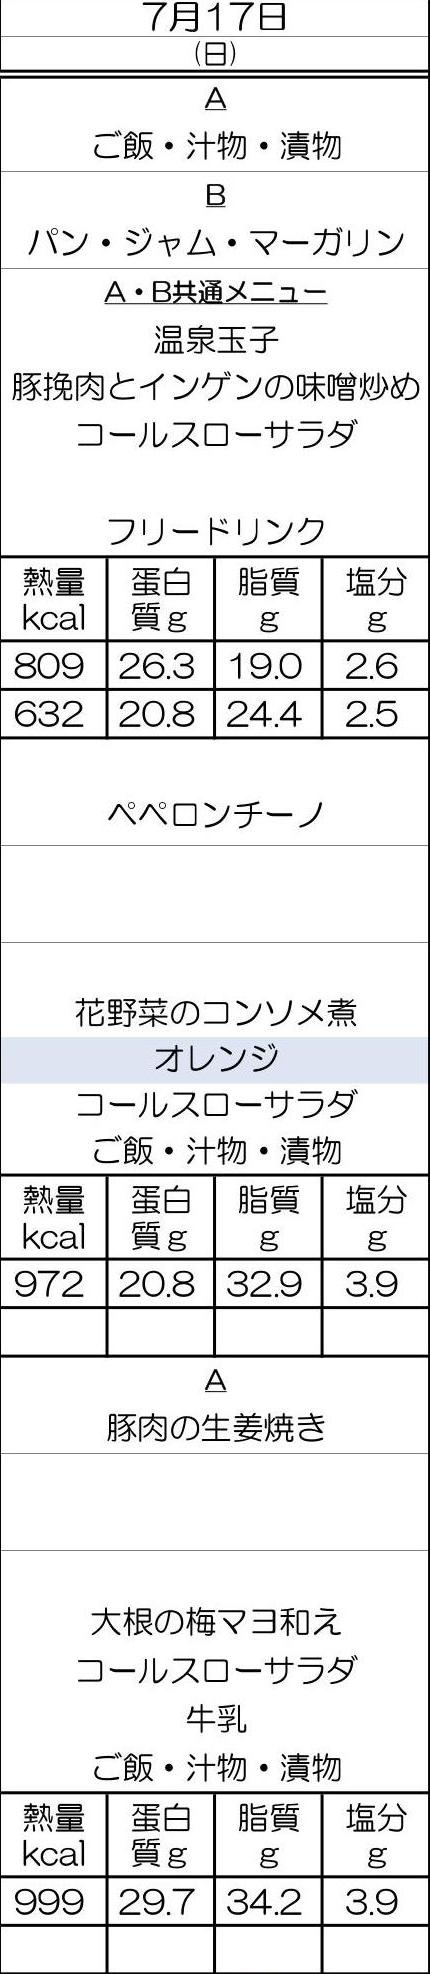 7月17日
(日)
A
ご飯・汁物・漬物
B
パン・ジャム・マーガリン
A・B共通メニュー
温泉玉子
豚挽肉とインゲンの味噌炒め
コールスローサラダ
フリードリンク
熱量 蛋白 脂質 塩分
kcal 質g g g
809 26.3 19.0 2.6
632 20.8 24.4 2.5
ペペロンチーノ
花野菜のコンソメ煮
オレンジ
コールスローサラダ
ご飯・汁物・漬物
熱量 蛋白 脂質 塩分
kcal 質g g g
972 20.8 32.9 3.9
A
豚肉の生姜焼き
大根の梅マヨ和え
コールスローサラダ
牛乳
ご飯・汁物・漬物
熱量 蛋白 脂質 塩分
kcal 質g g g
999 29.7 34.2 3.9